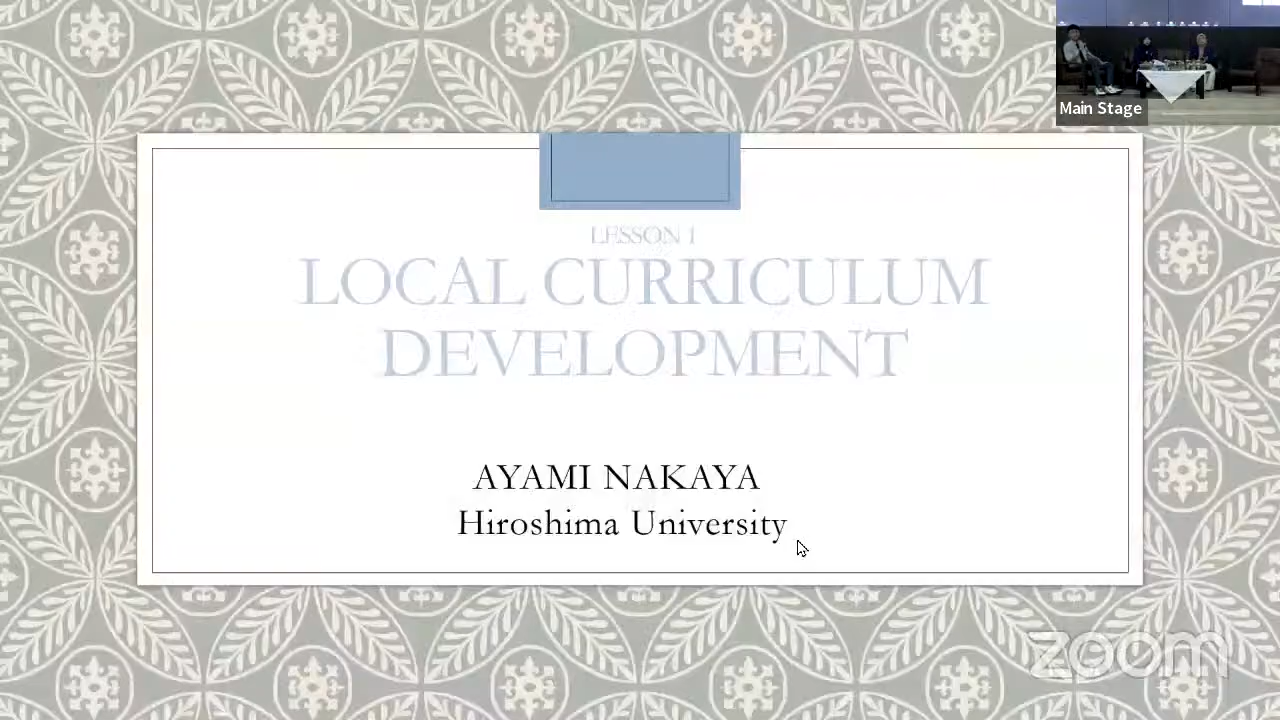 Main Stage
LESSON 1
LOCAL CURRICULUM
DEVELOPMENT
AYAMI NAKAYA
Hiroshima University
zoom